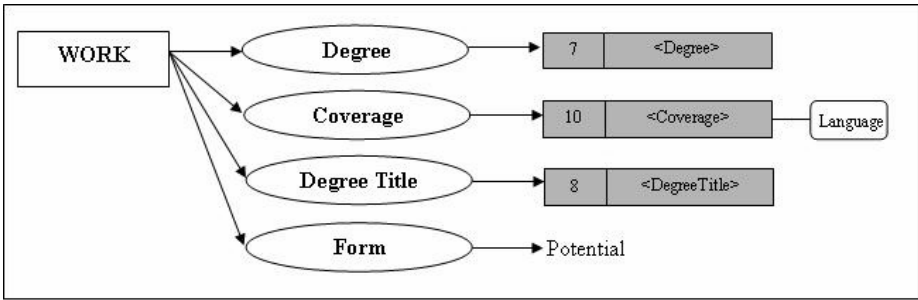 WORK
Degree
7
<Degree>
Coverage
10
<Coverage>
Language
Degree Title
8
<DegreeTitle>
Form
Potential